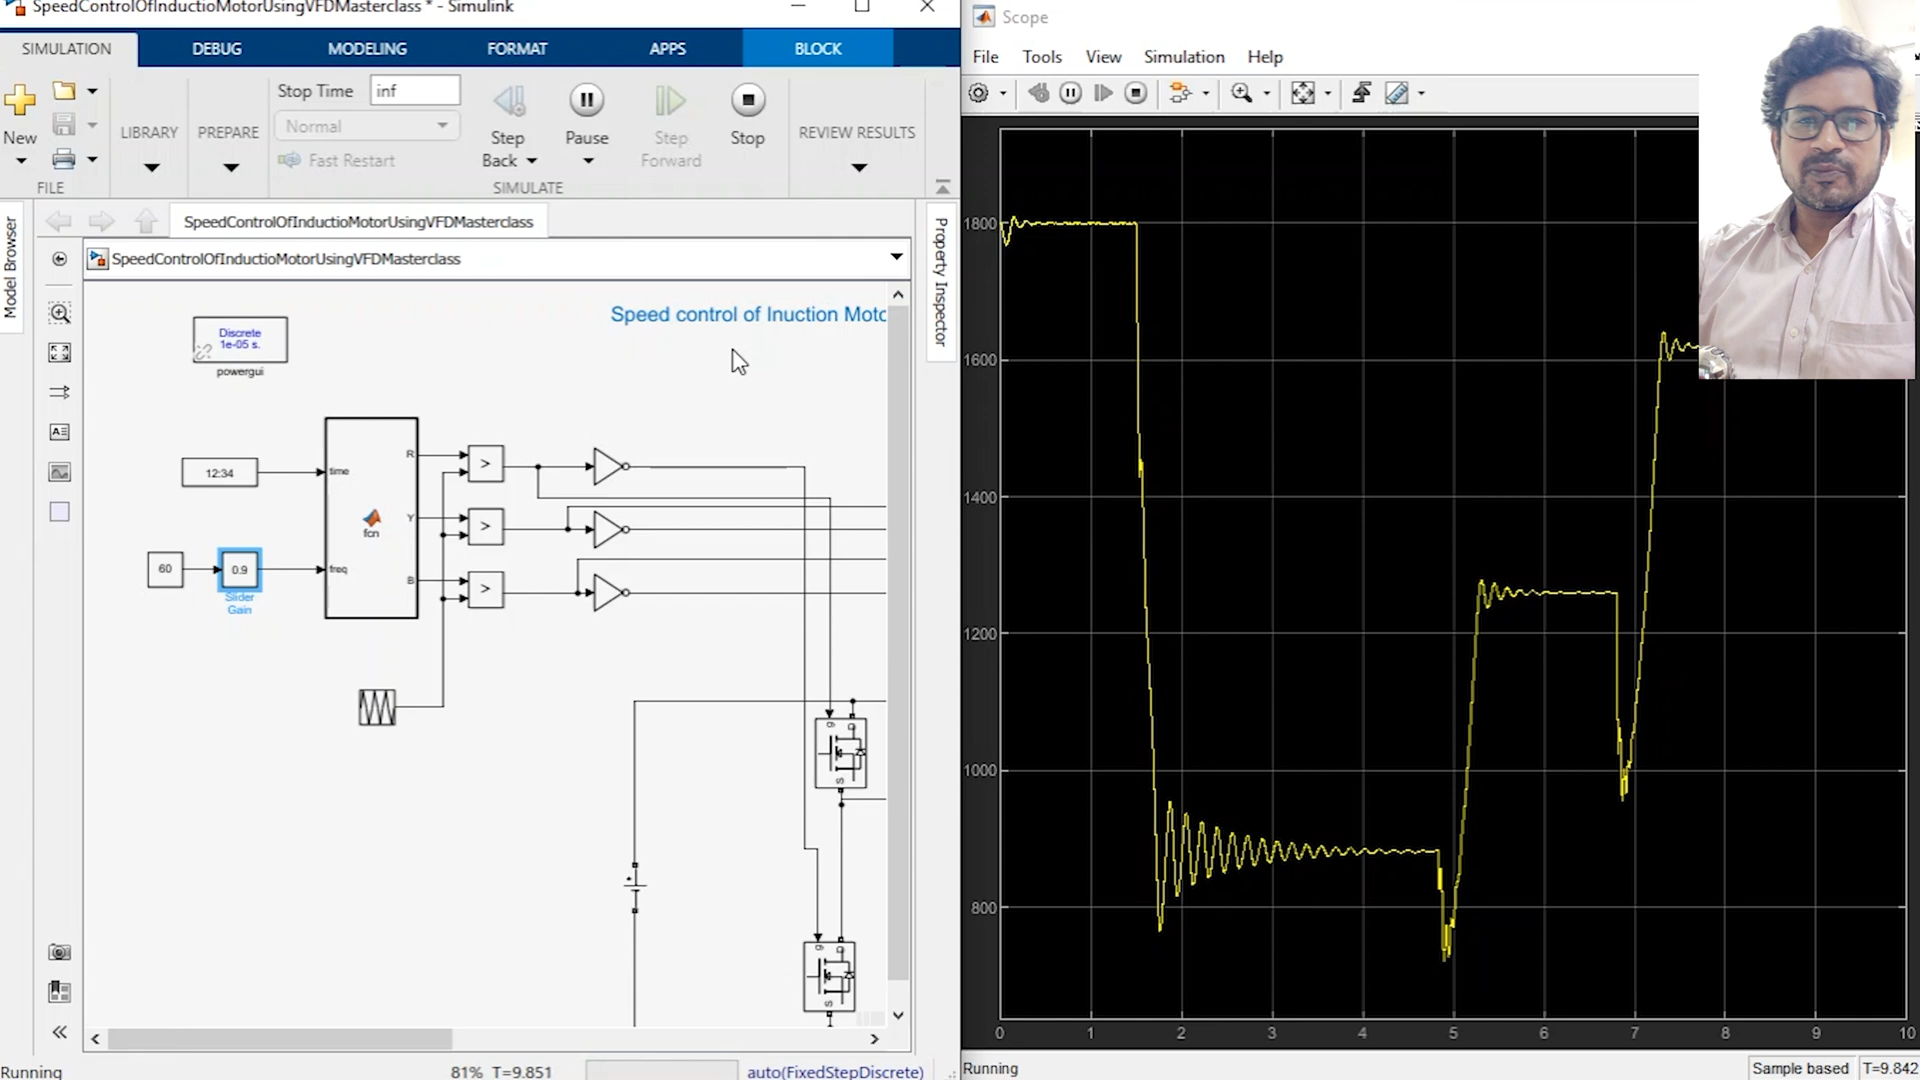 SpeedControlOfInductioMotorUsingVFDMasterclass * - Simulink
SIMULATION DEBUG MODELING FORMAT APPS BLOCK
New
FILE
LIBRARY
PREPARE
Stop Time inf
Normal
Fast Restart
Step Back
Pause
Step Forward
Stop
SIMULATE
REVIEW RESULTS
Model Browser
SpeedControlOfInductioMotorUsingVFDMasterclass
SpeedControlOfInductioMotorUsingVFDMasterclass
Property Inspector
Speed control of Inuction Moto
Discrete
1e-05 s.
powergui
12:34
time
R
>
Y
>
fcn
60
0.9
freq
B
>
Slider
Gain
g
D
S
g
D
S
Running
81% T=9.851
auto(FixedStepDiscrete)
Scope
File Tools View Simulation Help
1800
1600
1400
1200
1000
800
0 1 2 3 4 5 6 7 8 9 10
Running
Sample based
T=9.842